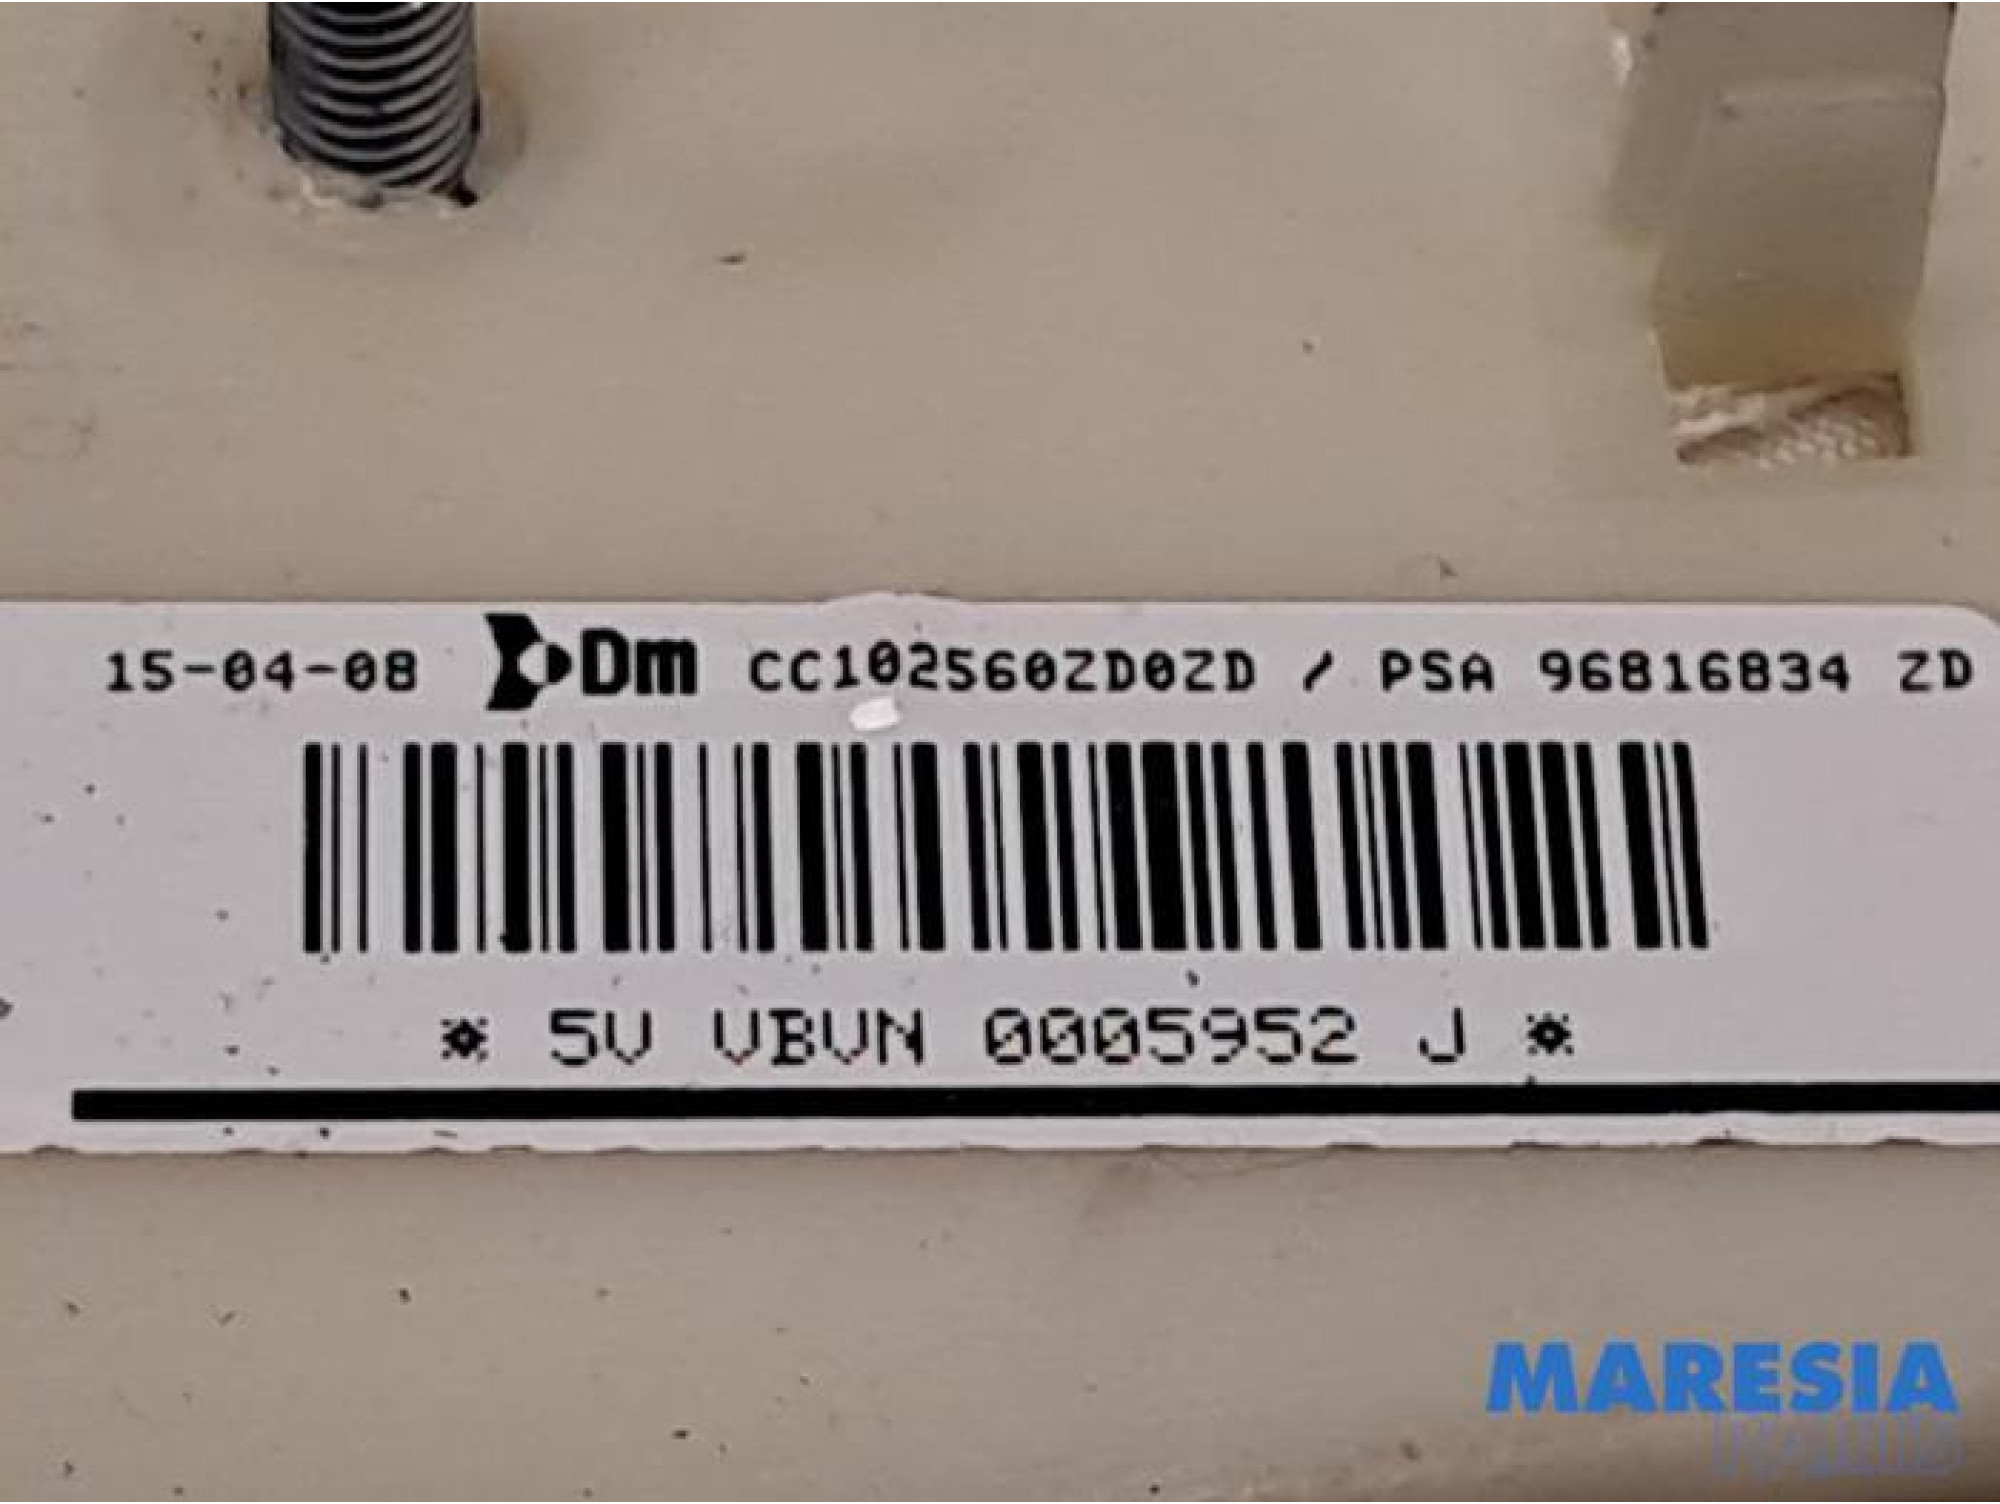 15-04-08 Dm CC102560ZD0ZD / PSA 96816834 ZD
* 5V VBVN 0005952 J *
MARESIA